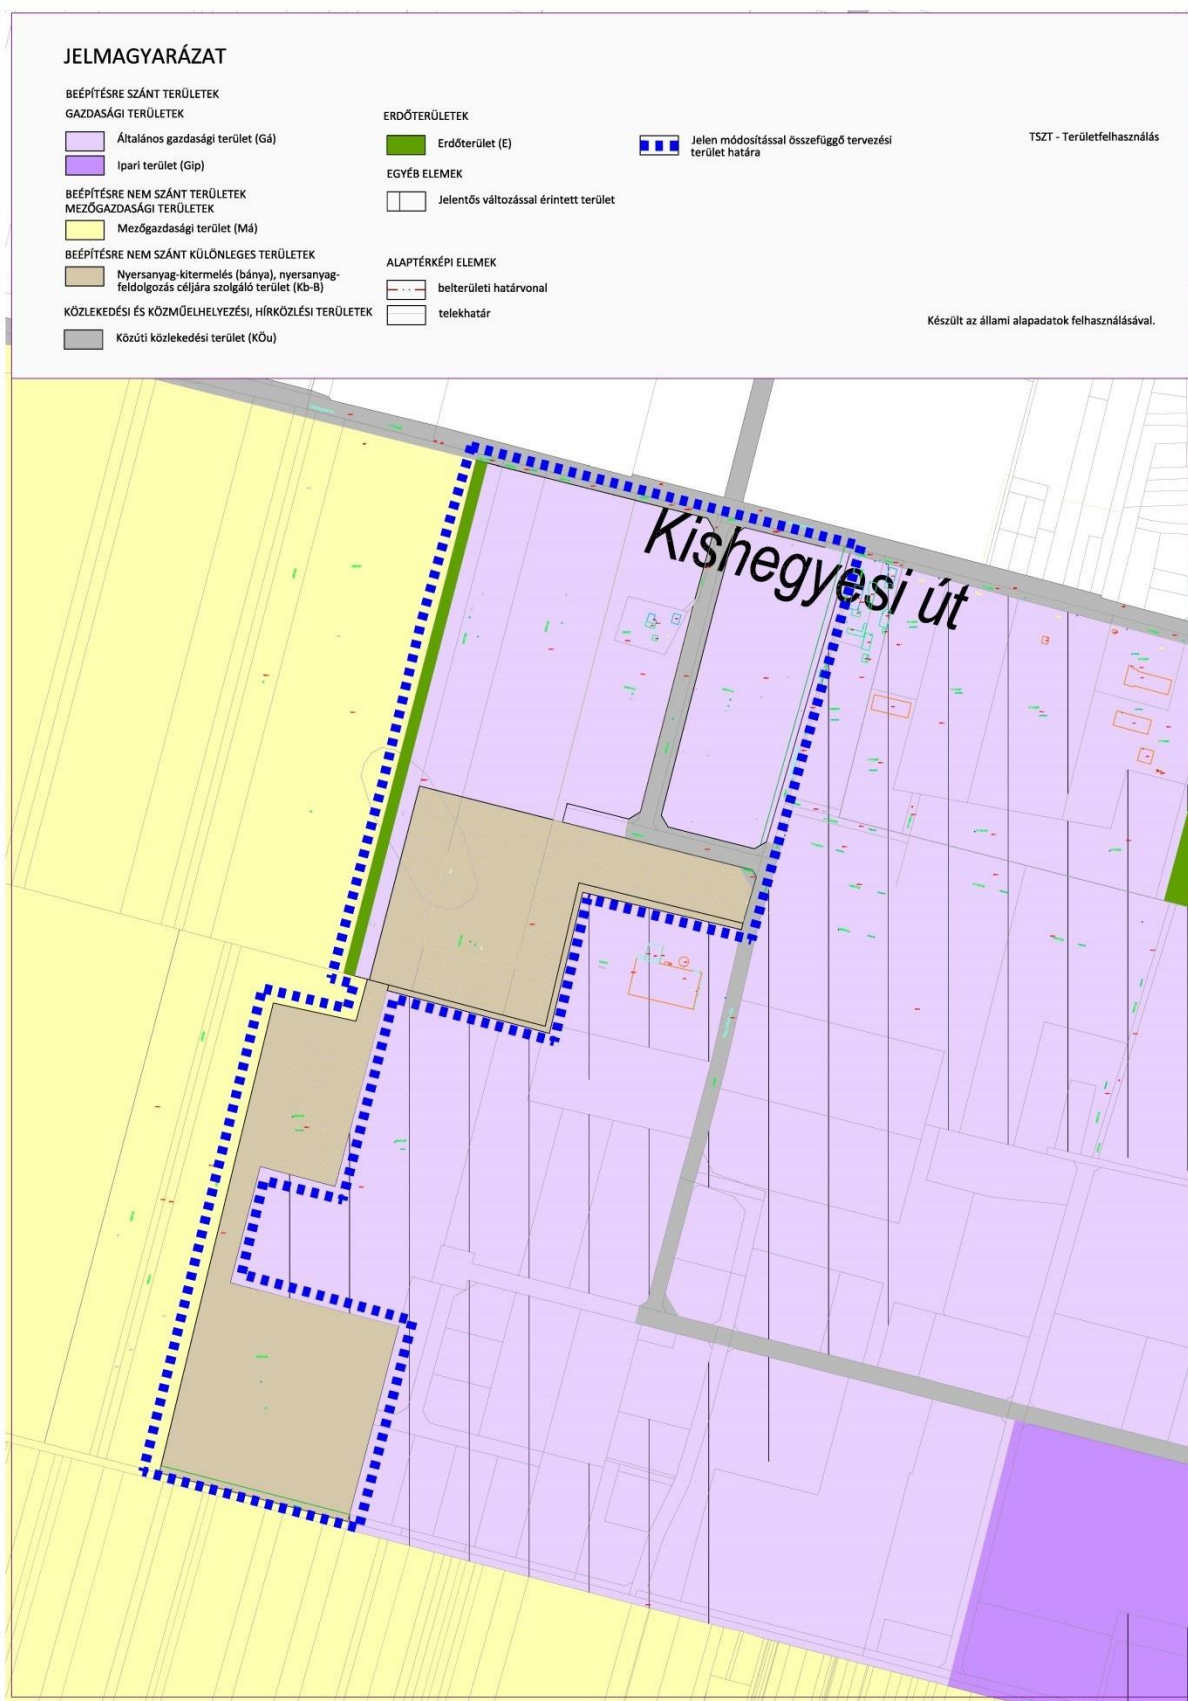 JELMAGYARÁZAT
BEÉPÍTÉSRE SZÁNT TERÜLETEK
GAZDASÁGI TERÜLETEK
Általános gazdasági terület (Gá)
Ipari terület (Gip)
BEÉPÍTÉSRE NEM SZÁNT TERÜLETEK
MEZŐGAZDASÁGI TERÜLETEK
Mezőgazdasági terület (Má)
BEÉPÍTÉSRE NEM SZÁNT KÜLÖNLEGES TERÜLETEK
Nyersanyag-kitermelés (bánya), nyersanyag-
feldolgozás céljára szolgáló terület (Kb-B)
KÖZLEKEDÉSI ÉS KÖZMŰELHELYEZÉSI, HÍRKÖZLÉSI TERÜLETEK
Közúti közlekedési terület (KÖu)
ERDŐTERÜLETEK
Erdőterület (E)
EGYÉB ELEMEK
Jelentős változással érintett terület
ALAPTÉRKÉPI ELEMEK
belterületi határvonal
telekhatár
Jelen módosítással összefüggő tervezési
terület határa
TSZT - Területfelhasználás
Készült az állami alapadatok felhasználásával.
Kishegyesi út